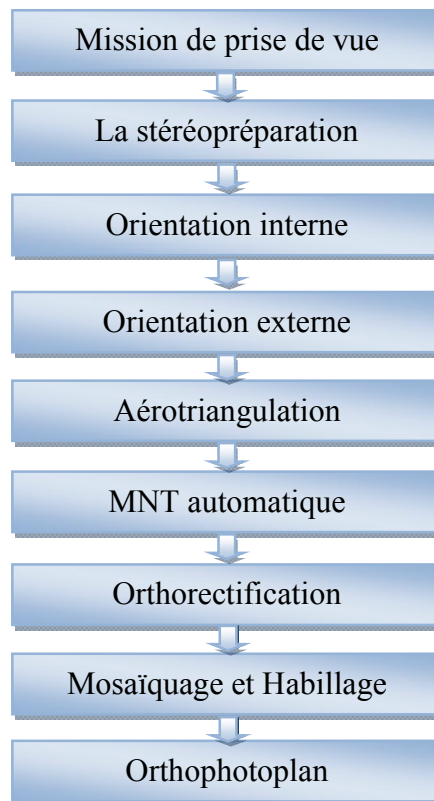 Mission de prise de vue
La stéréopréparation
Orientation interne
Orientation externe
Aérotriangulation
MNT automatique
Orthorectification
Mosaïquage et Habillage
Orthophotoplan